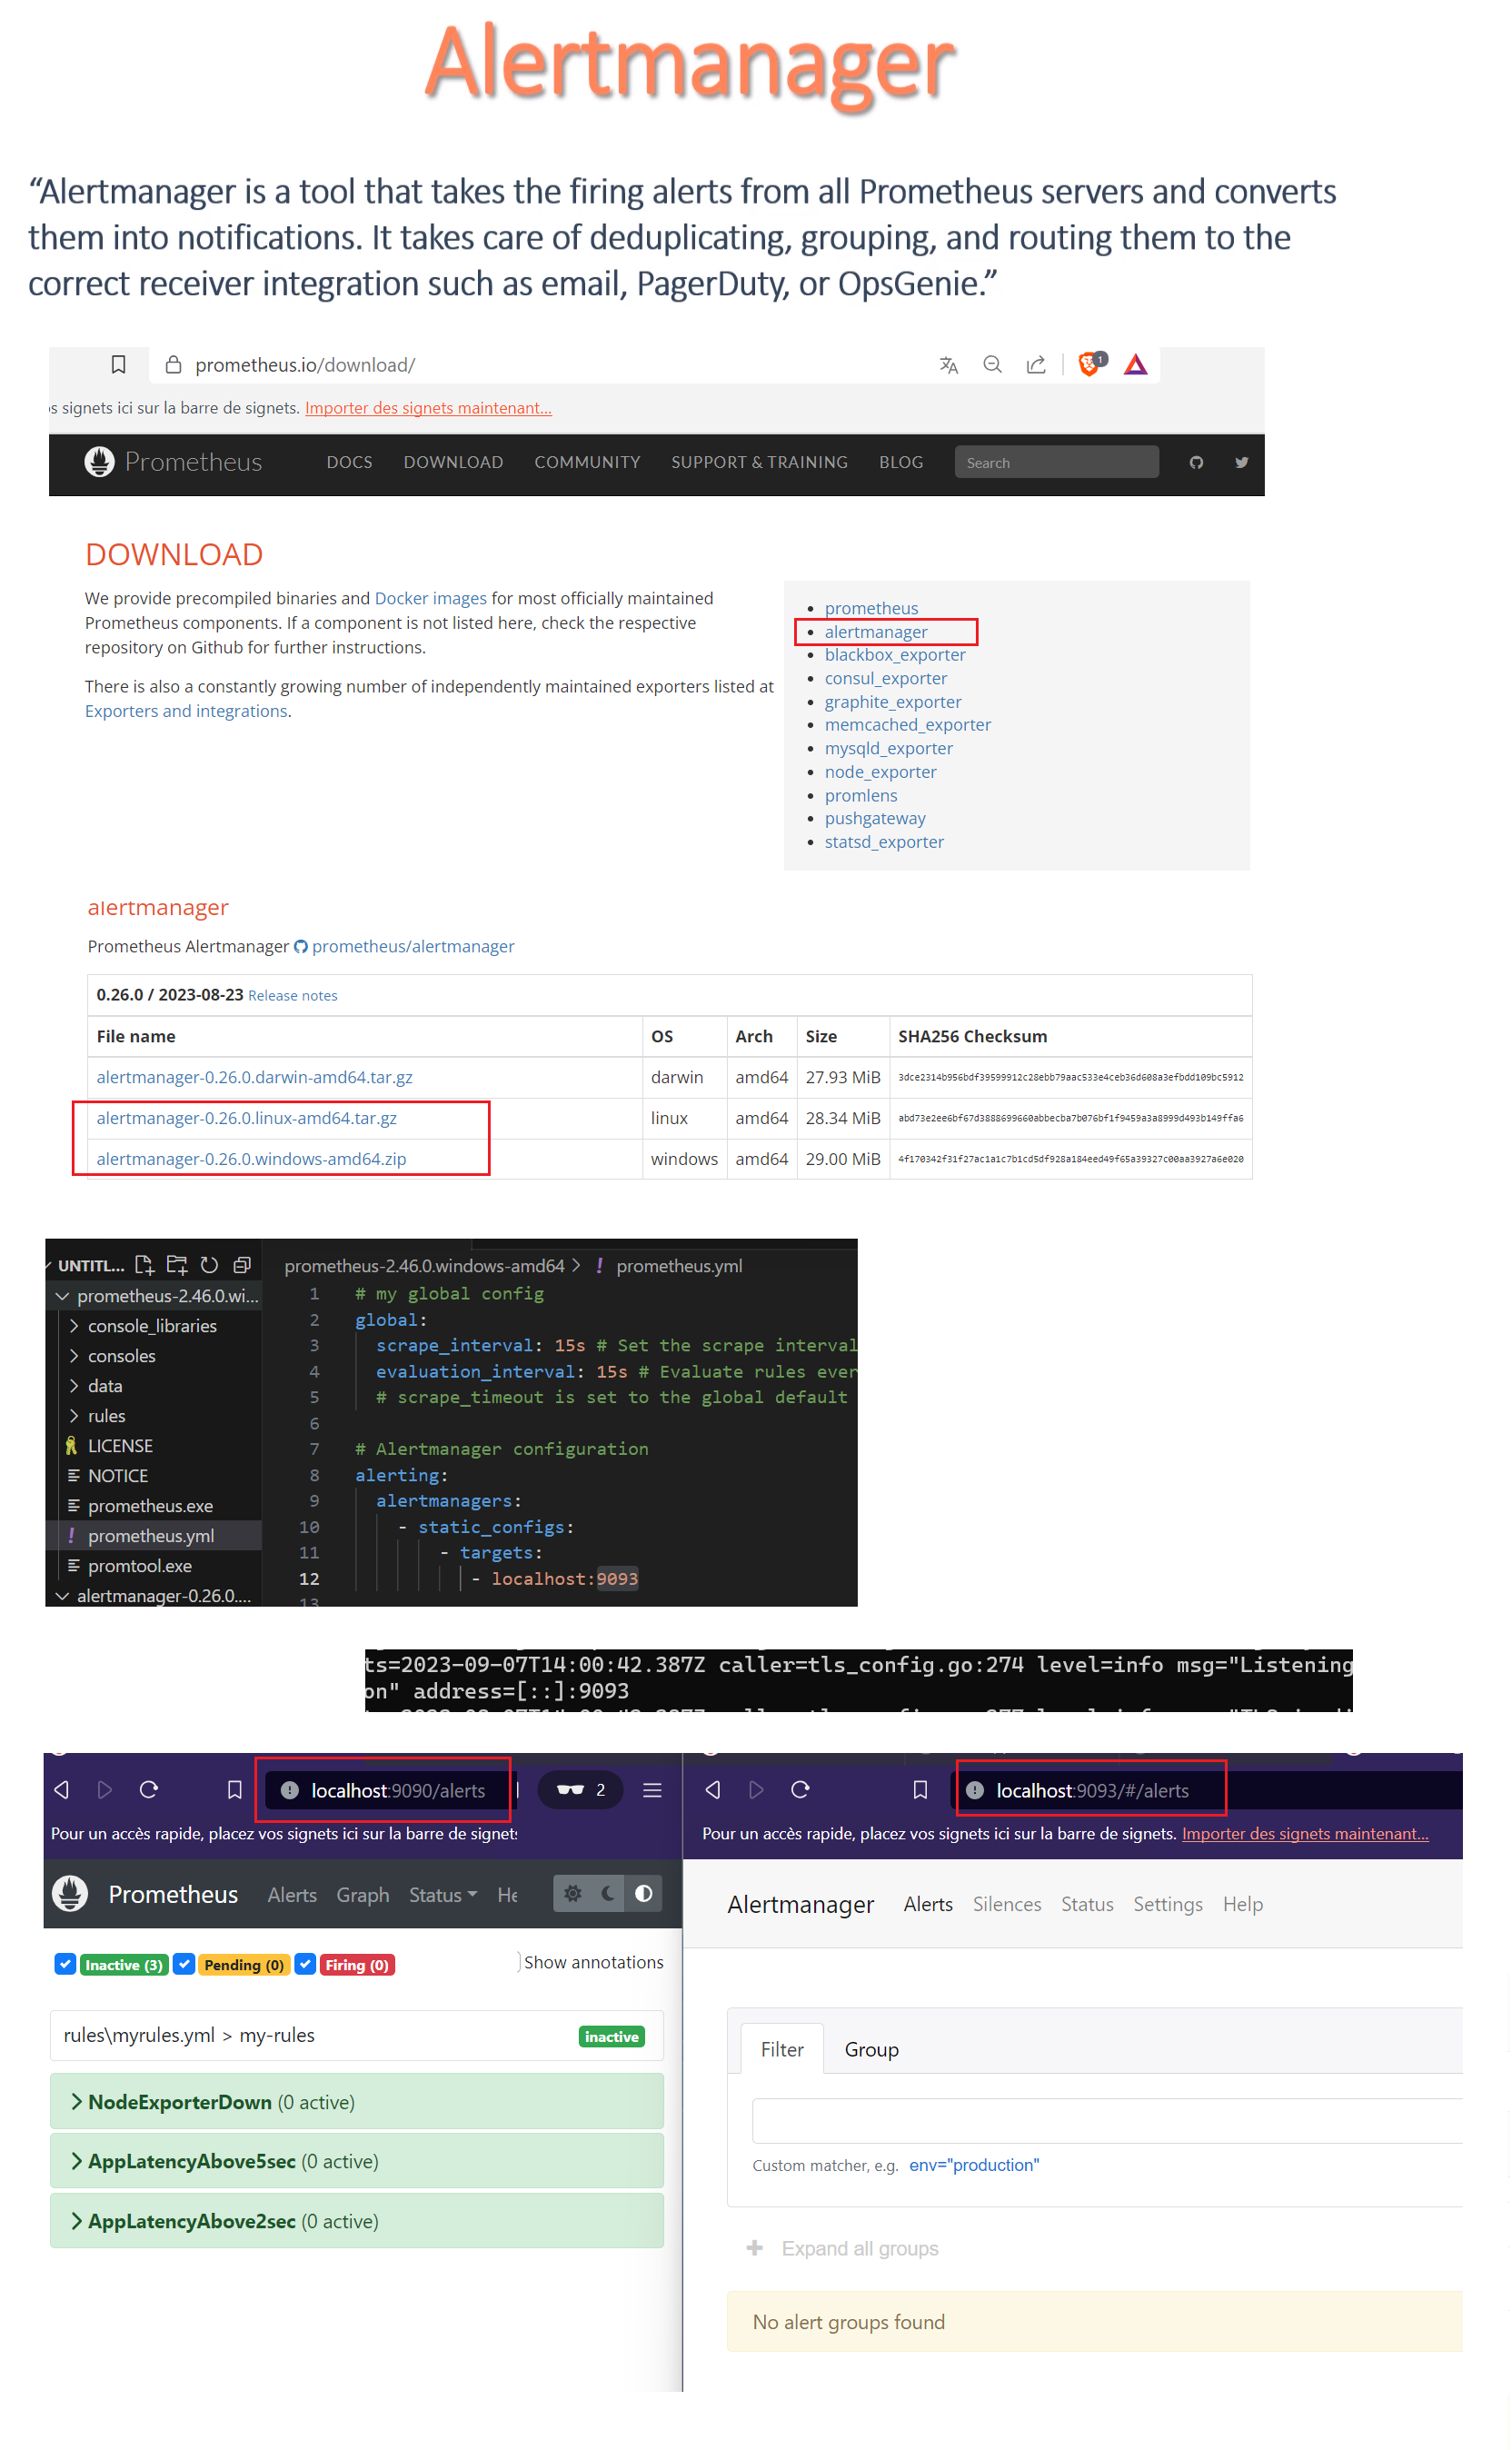 Alertmanager
“Alertmanager is a tool that takes the firing alerts from all Prometheus servers and converts
them into notifications. It takes care of deduplicating, grouping, and routing them to the
correct receiver integration such as email, PagerDuty, or OpsGenie.”
prometheus.io/download/
1
s signets ici sur la barre de signets. Importer des signets maintenant...
Prometheus DOCS DOWNLOAD COMMUNITY SUPPORT & TRAINING BLOG Search
DOWNLOAD
We provide precompiled binaries and Docker images for most officially maintained
Prometheus components. If a component is not listed here, check the respective
repository on Github for further instructions.
There is also a constantly growing number of independently maintained exporters listed at
Exporters and integrations.
prometheus
alertmanager
blackbox_exporter
consul_exporter
graphite_exporter
memcached_exporter
mysqld_exporter
node_exporter
promlens
pushgateway
statsd_exporter
alertmanager
Prometheus Alertmanager prometheus/alertmanager
0.26.0 / 2023-08-23 Release notes
File name OS Arch Size SHA256 Checksum
alertmanager-0.26.0.darwin-amd64.tar.gz darwin amd64 27.93 MiB 3dce2314b956bdf39599912c28ebb79aac533e4ceb36d608a3efbdd109bc5912
alertmanager-0.26.0.linux-amd64.tar.gz linux amd64 28.34 MiB abd73e2ee6bf67d3888699660abbecba7b076bf1f9459a3a8999d493b149ffa6
alertmanager-0.26.0.windows-amd64.zip windows amd64 29.00 MiB 4f170342f31f27ac1a1c7b1cd5df928a184eed49f65a39327c00aa3927a6e020
UNTITL...
prometheus-2.46.0.wi...
console_libraries
consoles
data
rules
LICENSE
NOTICE
prometheus.exe
prometheus.yml
promtool.exe
alertmanager-0.26.0....
prometheus-2.46.0.windows-amd64 > ! prometheus.yml
1 # my global config
2 global:
3 scrape_interval: 15s # Set the scrape interval
4 evaluation_interval: 15s # Evaluate rules ever
5 # scrape_timeout is set to the global default
6
7 # Alertmanager configuration
8 alerting:
9 alertmanagers:
10 - static_configs:
11 - targets:
12 - localhost:9093
13
ts=2023-09-07T14:00:42.387Z caller=tls_config.go:274 level=info msg="Listening
on" address=[::]:9093
localhost:9090/alerts 2
Pour un accès rapide, placez vos signets ici sur la barre de signets
Prometheus Alerts Graph Status He
Inactive (3) Pending (0) Firing (0) Show annotations
rules\myrules.yml > my-rules inactive
NodeExporterDown (0 active)
AppLatencyAbove5sec (0 active)
AppLatencyAbove2sec (0 active)
localhost:9093/#/alerts
Pour un accès rapide, placez vos signets ici sur la barre de signets. Importer des signets maintenant...
Alertmanager Alerts Silences Status Settings Help
Filter Group
Custom matcher, e.g. env="production"
+ Expand all groups
No alert groups found